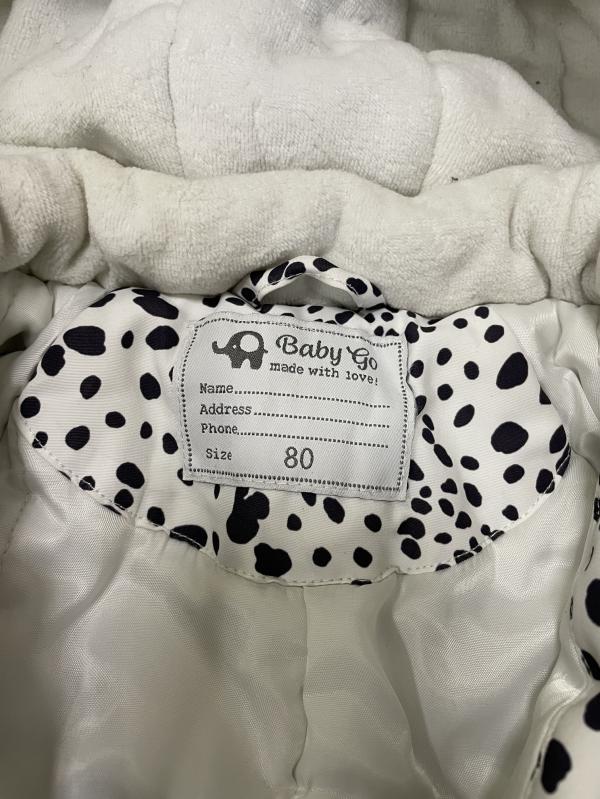 Baby Go
made with love!
Name
Address
Phone
Size 80